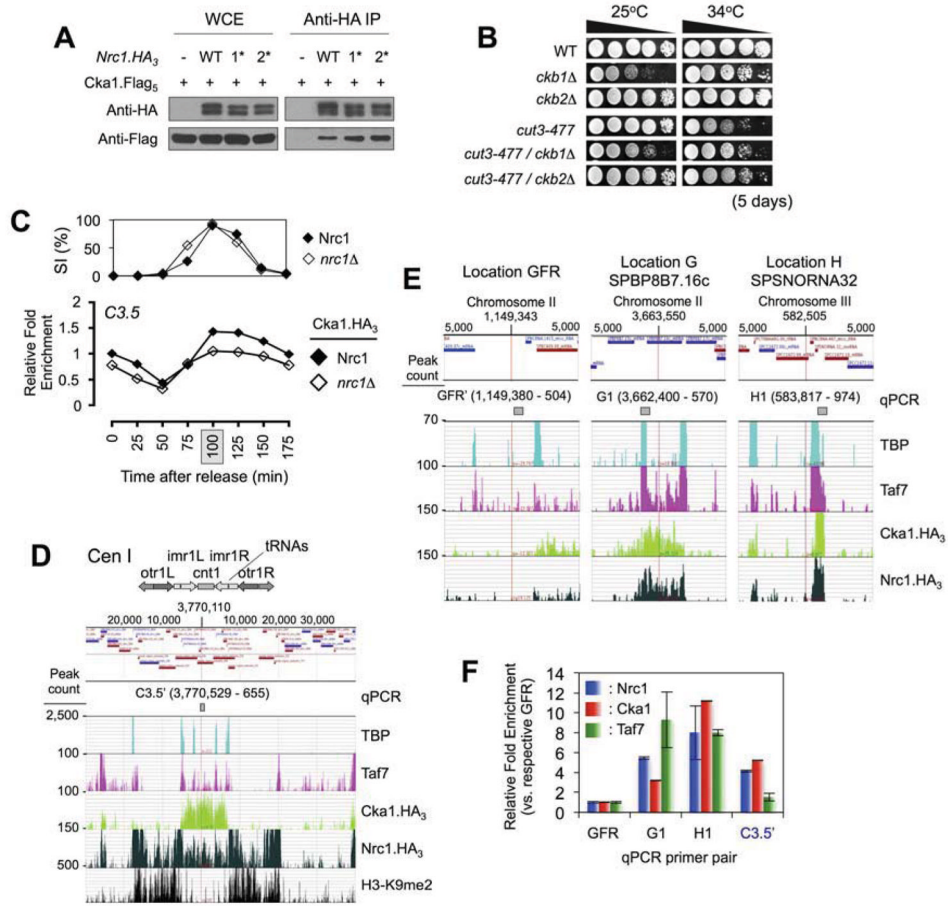 A
WCE
Anti-HA IP
Nrc1.HA3
- WT 1* 2* - WT 1* 2*
Cka1.Flag5
+ + + + + + + +
Anti-HA
Anti-Flag
B
25°C
34°C
WT
ckb1Δ
ckb2Δ
cut3-477
cut3-477 / ckb1Δ
cut3-477 / ckb2Δ
(5 days)
C
SI (%)
100
50
0
Nrc1
nrc1Δ
C3.5
Relative Fold Enrichment
2
1.5
1
0.5
0
Cka1.HA3
Nrc1
nrc1Δ
0 25 50 75 100 125 150 175
Time after release (min)
D
Cen I
tRNAs
imr1L imr1R
otr1L cnt1 otr1R
3,770,110
20,000 10,000 10,000 20,000 30,000
Peak count
C3.5' (3,770,529 - 655)
qPCR
2,500
TBP
100
Taf7
100
Cka1.HA3
150
Nrc1.HA3
500
H3-K9me2
E
Location GFR
Chromosome II
1,149,343
5,000 5,000
Location G
SPBP8B7.16c
Chromosome II
3,663,550
5,000 5,000
Location H
SPSNORNA32
Chromosome III
582,505
5,000 5,000
Peak count
GFR' (1,149,380 - 504)
G1 (3,662,400 - 570)
H1 (583,817 - 974)
qPCR
70
TBP
100
Taf7
150
Cka1.HA3
150
Nrc1.HA3
F
Relative Fold Enrichment
(vs. respective GFR)
14
12
10
8
6
4
2
0
: Nrc1
: Cka1
: Taf7
GFR G1 H1 C3.5'
qPCR primer pair